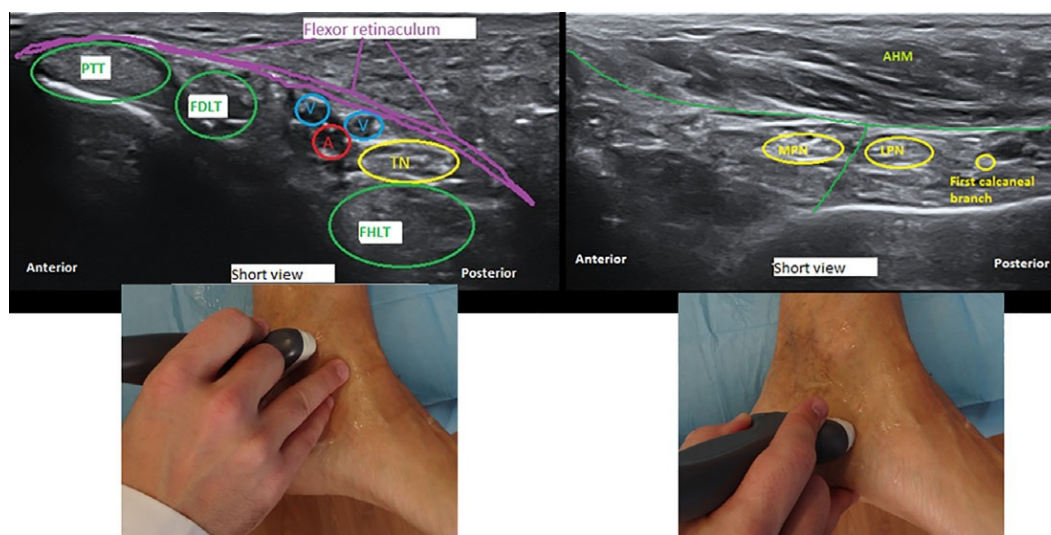 Flexor retinaculum
PTT
FDLT
V
V
A
TN
FHLT
Anterior
Short view
Posterior
AHM
MPN
LPN
First calcaneal
branch
Anterior
Short view
Posterior